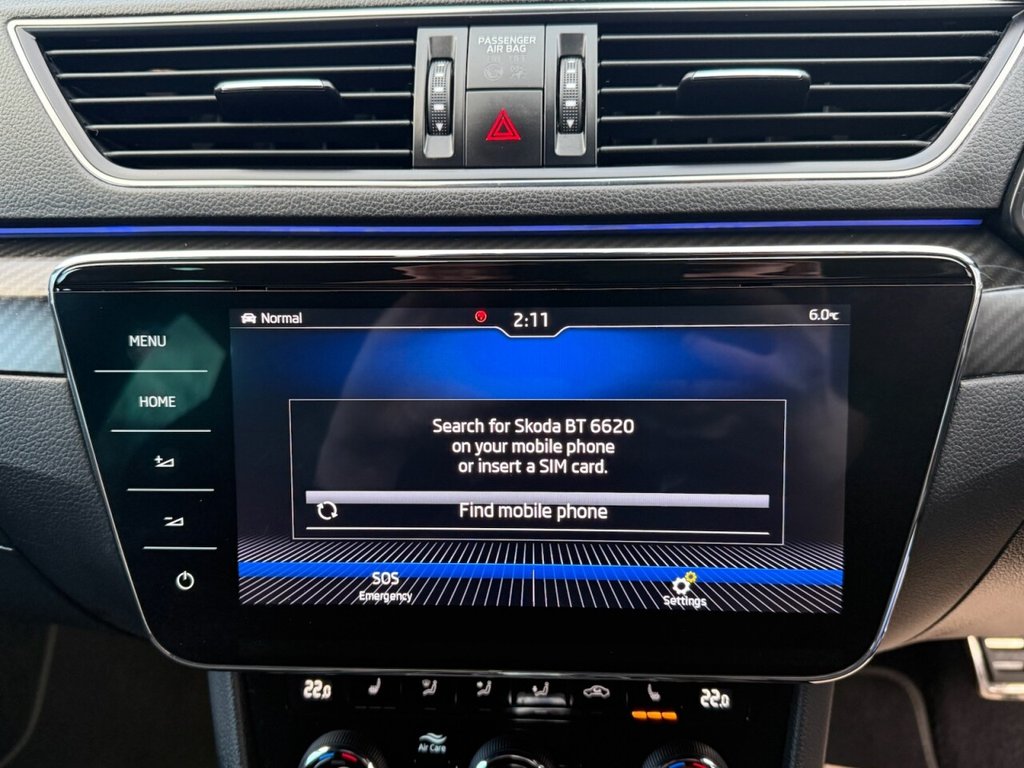 PASSENGER
AIR BAG
Normal
2:11
6.0°C
MENU
HOME
Search for Skoda BT 6620
on your mobile phone
or insert a SIM card.
Find mobile phone
SOS
Emergency
Settings
22.0
22.0
Air Care